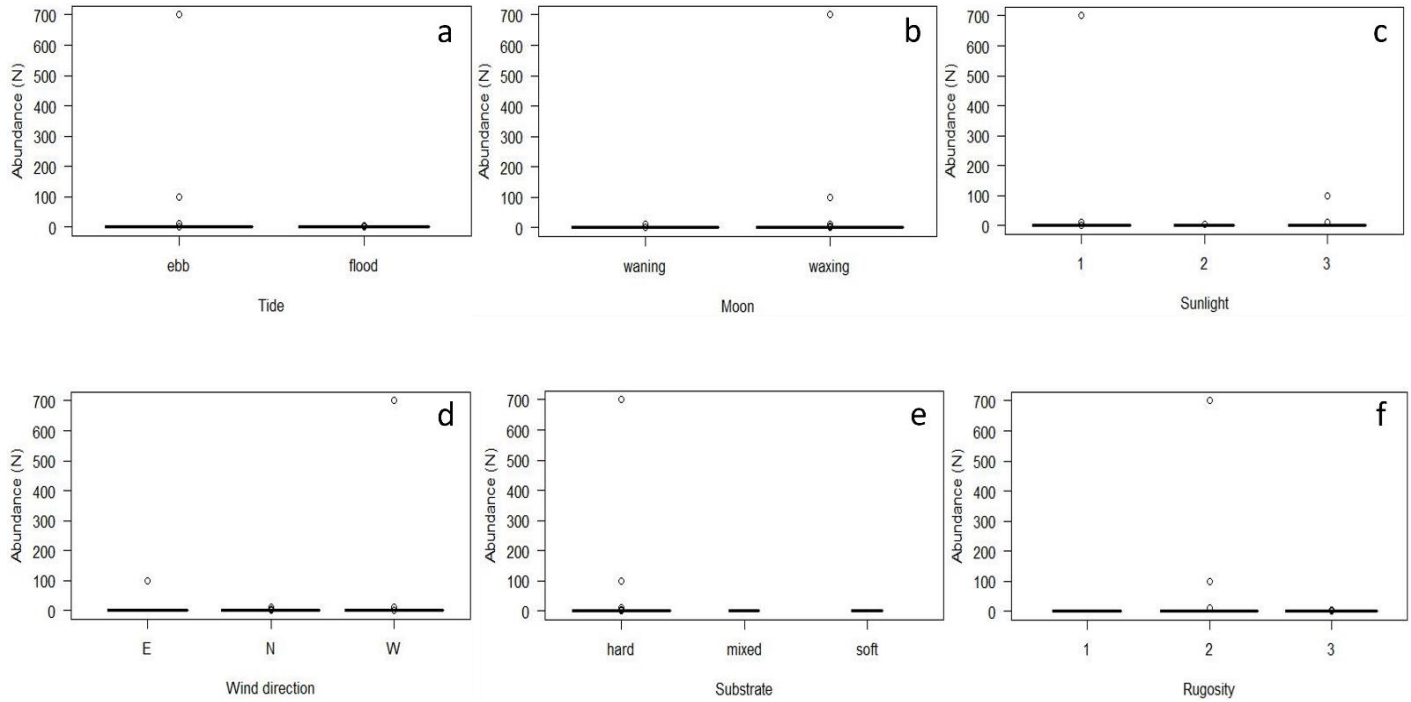 a
700
600
500
400
300
200
100
0
Abundance (N)
ebb flood
Tide
b
700
600
500
400
300
200
100
0
Abundance (N)
waning waxing
Moon
c
700
600
500
400
300
200
100
0
Abundance (N)
1 2 3
Sunlight
d
700
600
500
400
300
200
100
0
Abundance (N)
E N W
Wind direction
e
700
600
500
400
300
200
100
0
Abundance (N)
hard mixed soft
Substrate
f
700
600
500
400
300
200
100
0
Abundance (N)
1 2 3
Rugosity